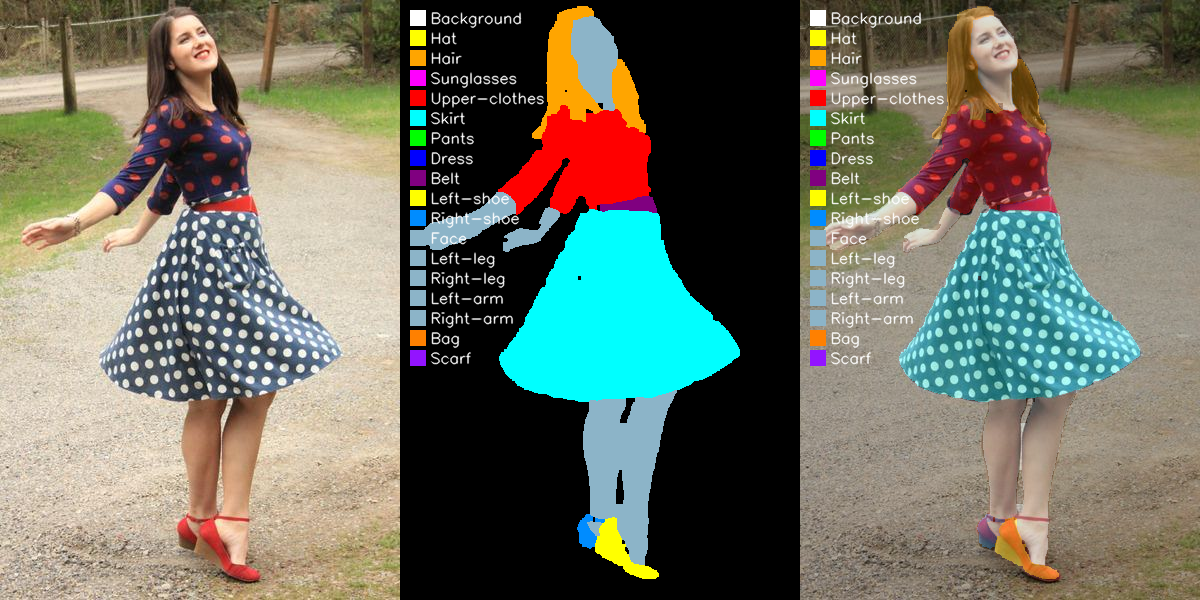 Background
Hat
Hair
Sunglasses
Upper-clothes
Skirt
Pants
Dress
Belt
Left-shoe
Right-shoe
Face
Left-leg
Right-leg
Left-arm
Right-arm
Bag
Scarf
Background
Hat
Hair
Sunglasses
Upper-clothes
Skirt
Pants
Dress
Belt
Left-shoe
Right-shoe
Face
Left-leg
Right-leg
Left-arm
Right-arm
Bag
Scarf